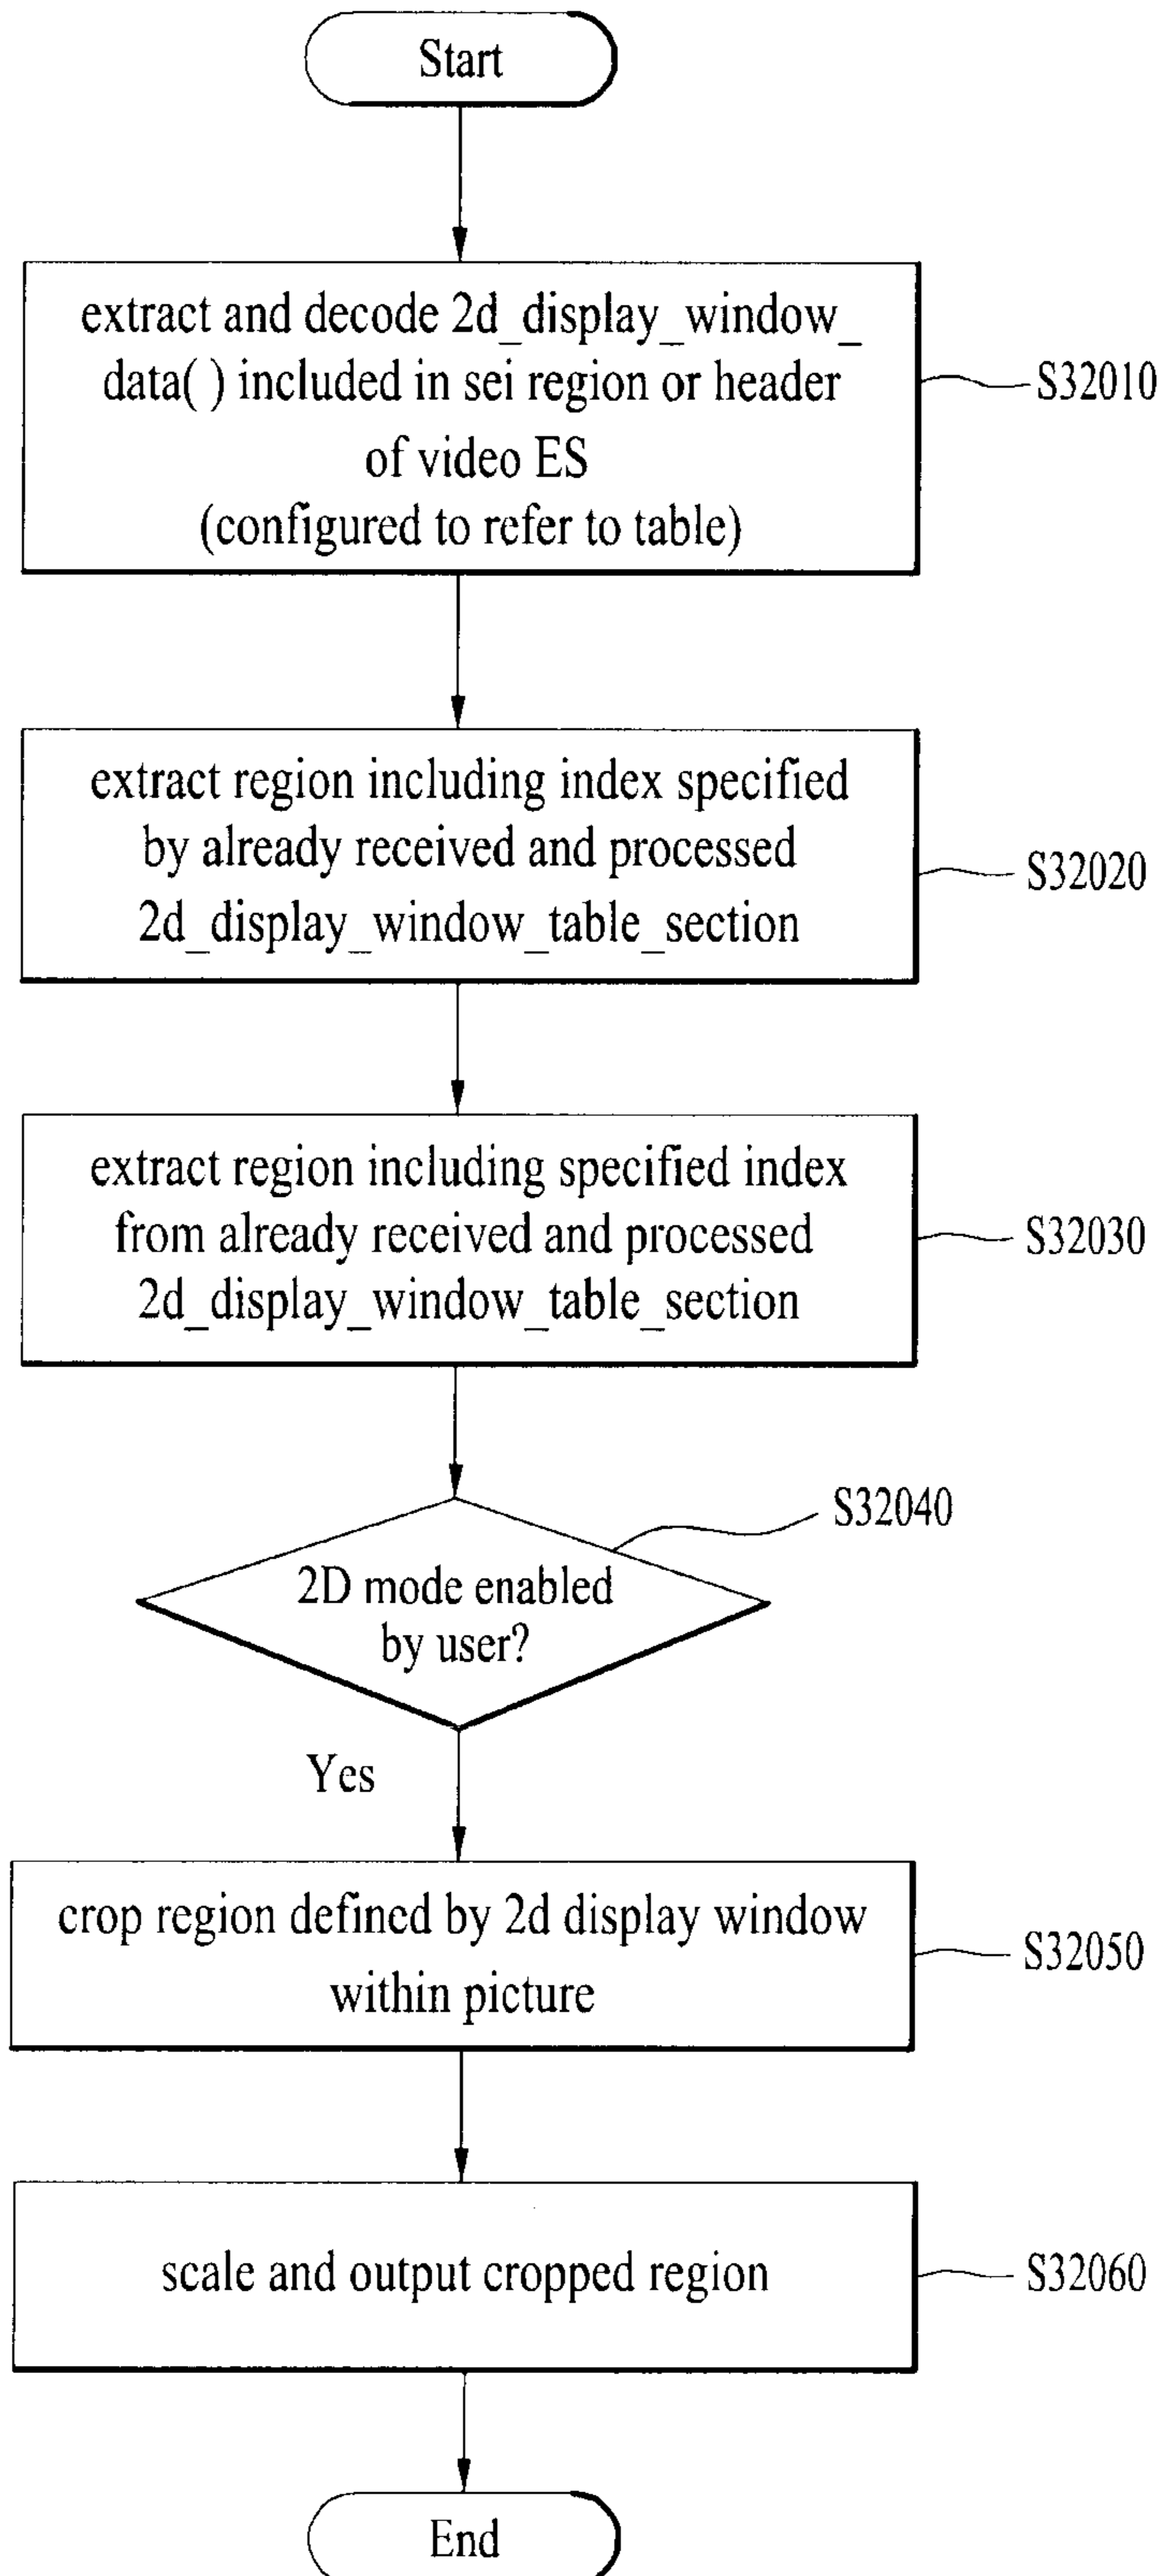 Start
extract and decode 2d_display_window_
data( ) included in sei region or header
of video ES
(configured to refer to table)
S32010
extract region including index specified
by already received and processed
2d_display_window_table_section
S32020
extract region including specified index
from already received and processed
2d_display_window_table_section
S32030
S32040
2D mode enabled
by user?
Yes
crop region defined by 2d display window
within picture
S32050
scale and output cropped region
S32060
End